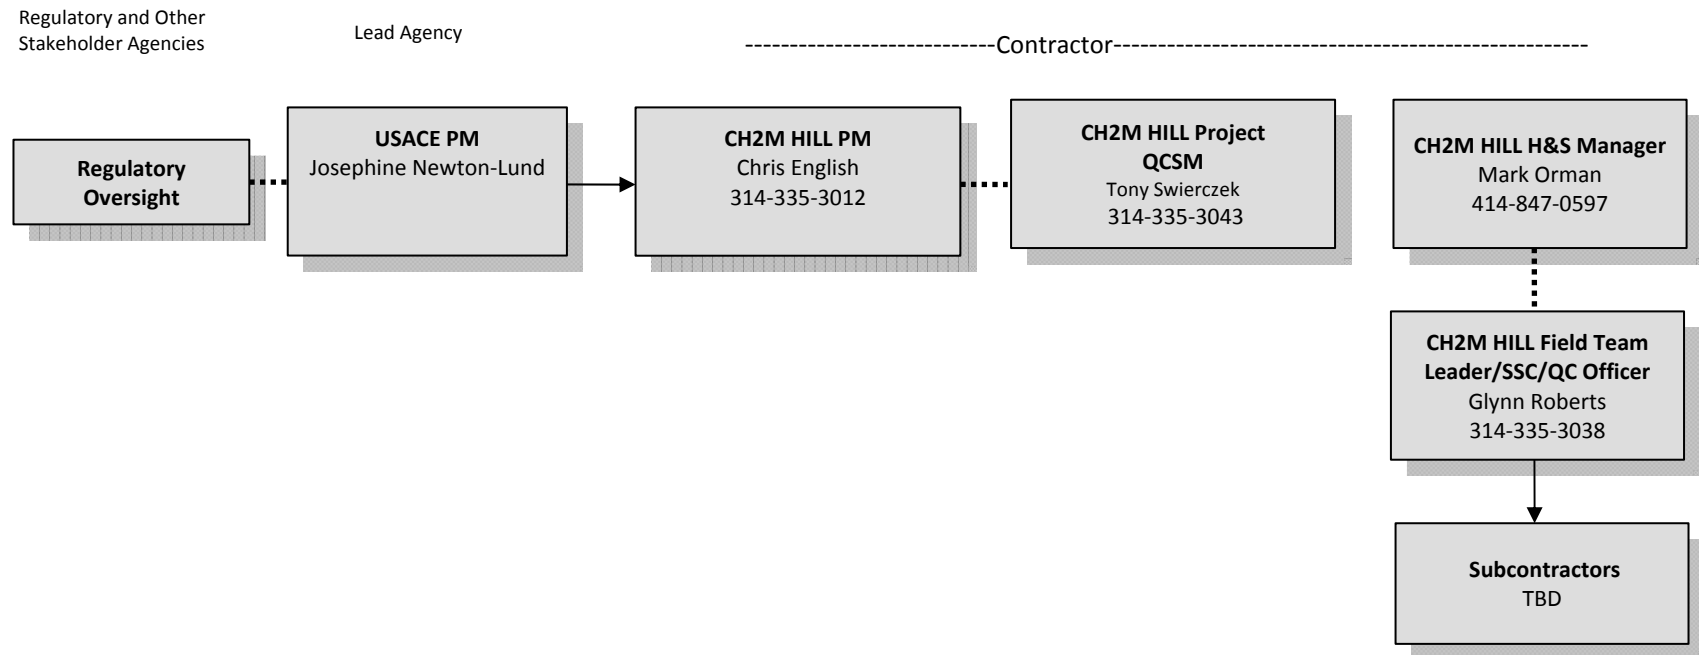 Regulatory and Other
Stakeholder Agencies
Lead Agency
--------------------------Contractor-------------------------------------------------
Regulatory
Oversight
USACE PM
Josephine Newton-Lund
CH2M HILL PM
Chris English
314-335-3012
CH2M HILL Project
QCSM
Tony Swierczek
314-335-3043
CH2M HILL H&S Manager
Mark Orman
414-847-0597
CH2M HILL Field Team
Leader/SSC/QC Officer
Glynn Roberts
314-335-3038
Subcontractors
TBD